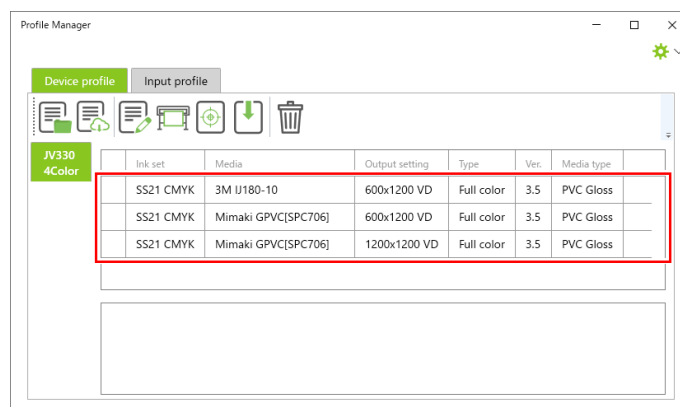 Profile Manager
Device profile Input profile
JV330
4Color
Ink set Media Output setting Type Ver. Media type
SS21 CMYK 3M IJ180-10 600x1200 VD Full color 3.5 PVC Gloss
SS21 CMYK Mimaki GPVC[SPC706] 600x1200 VD Full color 3.5 PVC Gloss
SS21 CMYK Mimaki GPVC[SPC706] 1200x1200 VD Full color 3.5 PVC Gloss